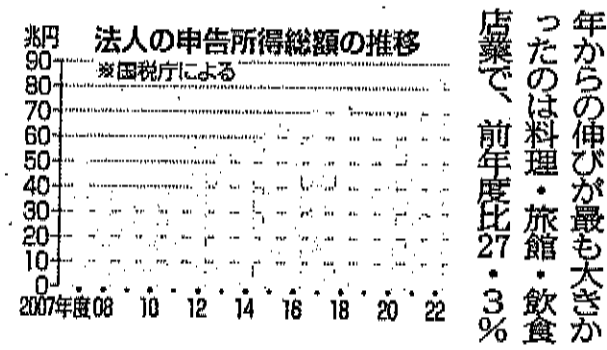 年からの伸びが最も大きか
ったのは料理・旅館・飲食
店業で、前年度比27・3%
法人の申告所得総額の推移
兆円
※国税庁による
90
80
70
60
50
40
30
20
10
0
2007年度 08 • 10 • 12 • 14 • 16 • 18 • 20 • 22